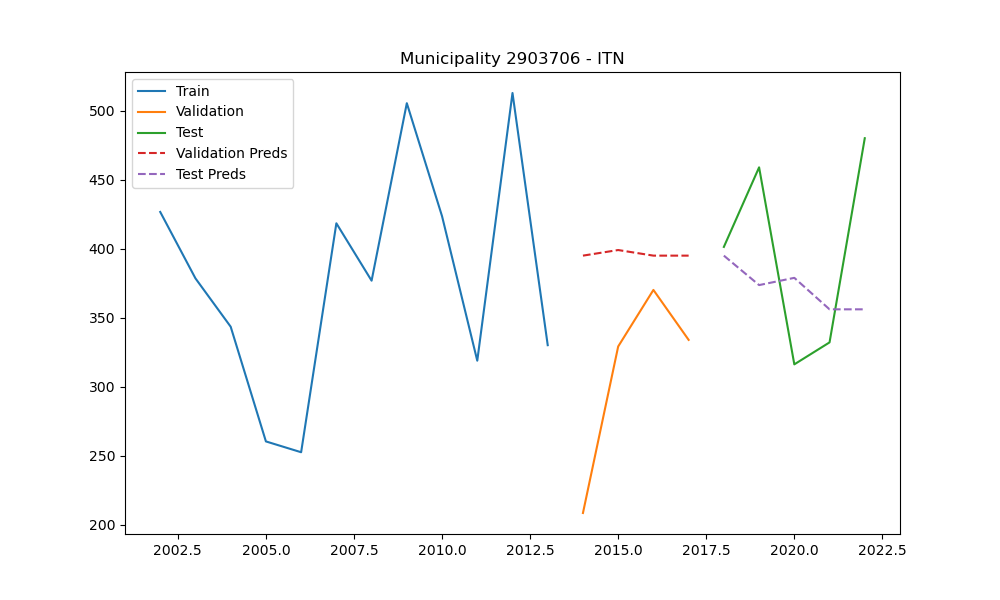 Municipality 2903706 - ITN
Train
Validation
Test
Validation Preds
Test Preds
500
450
400
350
300
250
200
2002.5 2005.0 2007.5 2010.0 2012.5 2015.0 2017.5 2020.0 2022.5